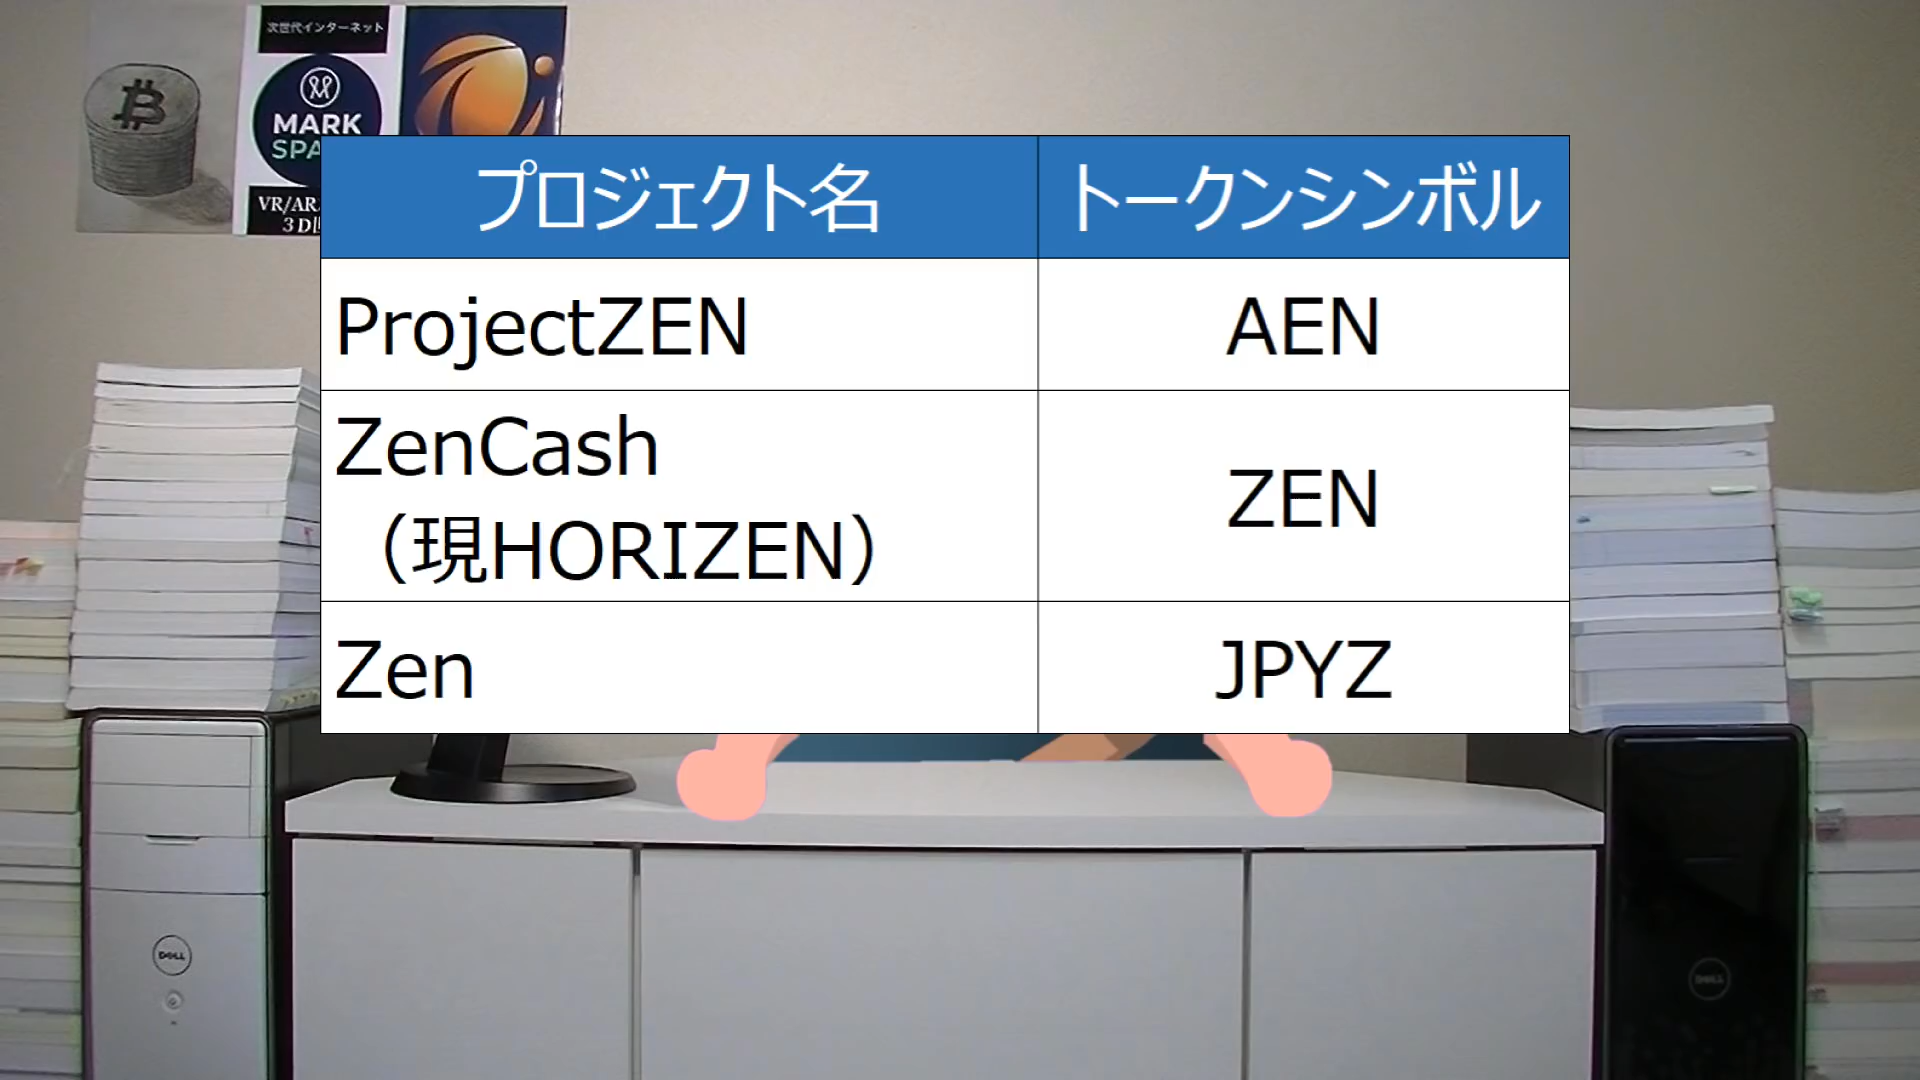 次世代インターネット
MARK
SPA
VR/AR
3D
プロジェクト名
トークンシンボル
ProjectZEN
AEN
ZenCash
（現HORIZEN）
ZEN
Zen
JPYZ
DELL
DELL